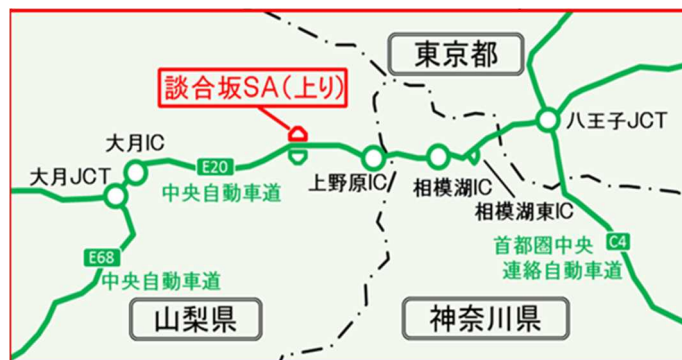 東京都
談合坂SA(上り)
八王子JCT
大月IC
E20
大月JCT
中央自動車道
上野原IC
相模湖IC
相模湖東IC
E68
中央自動車道
首都圏中央
連絡自動車道
C4
山梨県
神奈川県